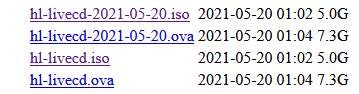 hl-livecd-2021-05-20.iso 2021-05-20 01:02 5.0G
hl-livecd-2021-05-20.ova 2021-05-20 01:04 7.3G
hl-livecd.iso 2021-05-20 01:02 5.0G
hl-livecd.ova 2021-05-20 01:04 7.3G